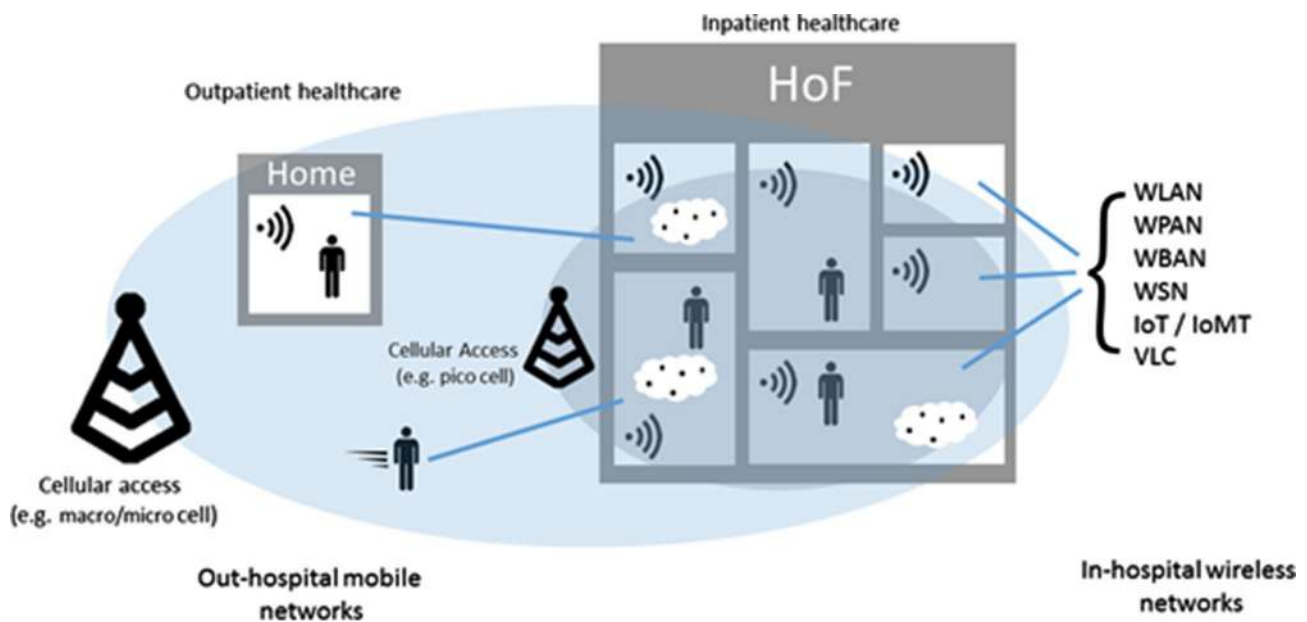 Inpatient healthcare
HoF
Outpatient healthcare
Home
WLAN
WPAN
WBAN
WSN
IoT / IoMT
VLC
Cellular Access
(e.g. pico cell)
Cellular access
(e.g. macro/micro cell)
Out-hospital mobile
networks
In-hospital wireless
networks